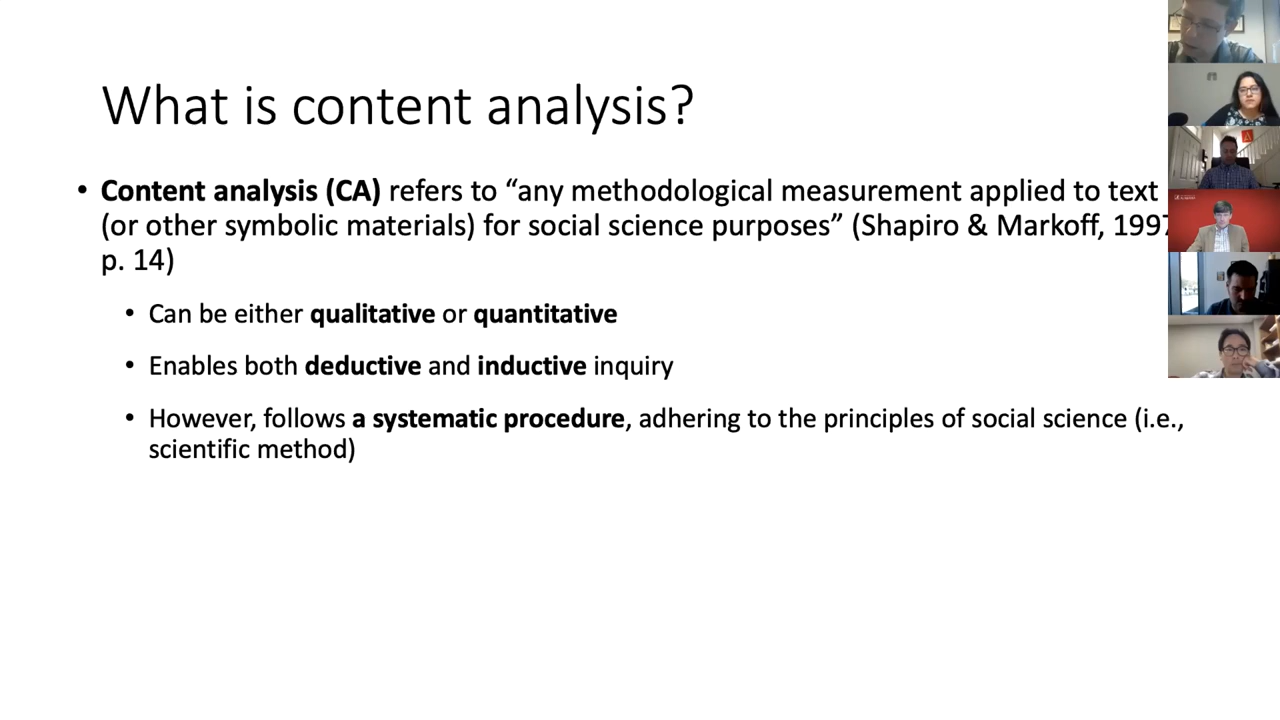 What is content analysis?
• Content analysis (CA) refers to “any methodological measurement applied to text
(or other symbolic materials) for social science purposes” (Shapiro & Markoff, 1997
p. 14)
• Can be either qualitative or quantitative
• Enables both deductive and inductive inquiry
• However, follows a systematic procedure, adhering to the principles of social science (i.e.,
scientific method)